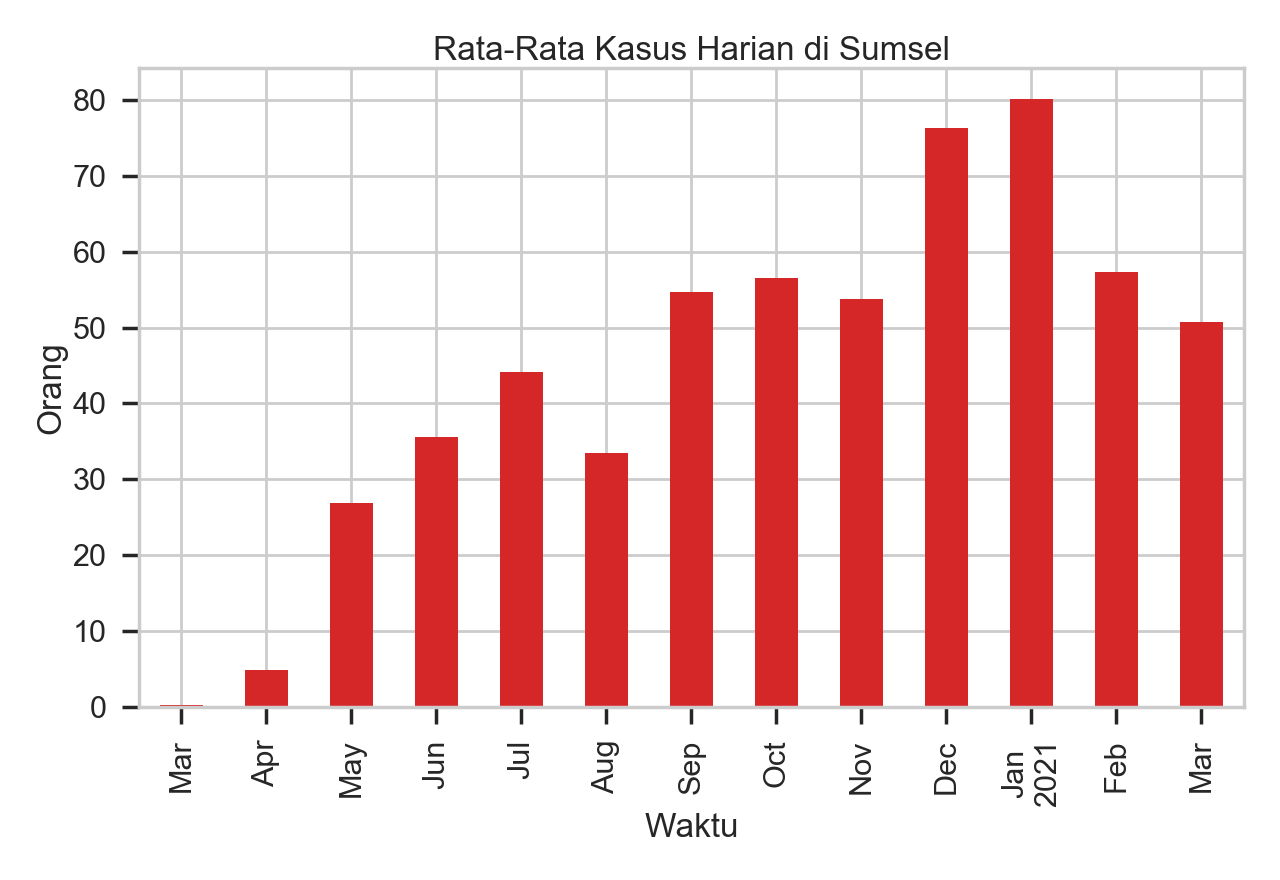 Rata-Rata Kasus Harian di Sumsel
80
70
60
50
40
30
20
10
0
Orang
Mar
Apr
May
Jun
Jul
Aug
Sep
Oct
Nov
Dec
Jan
2021
Feb
Mar
Waktu